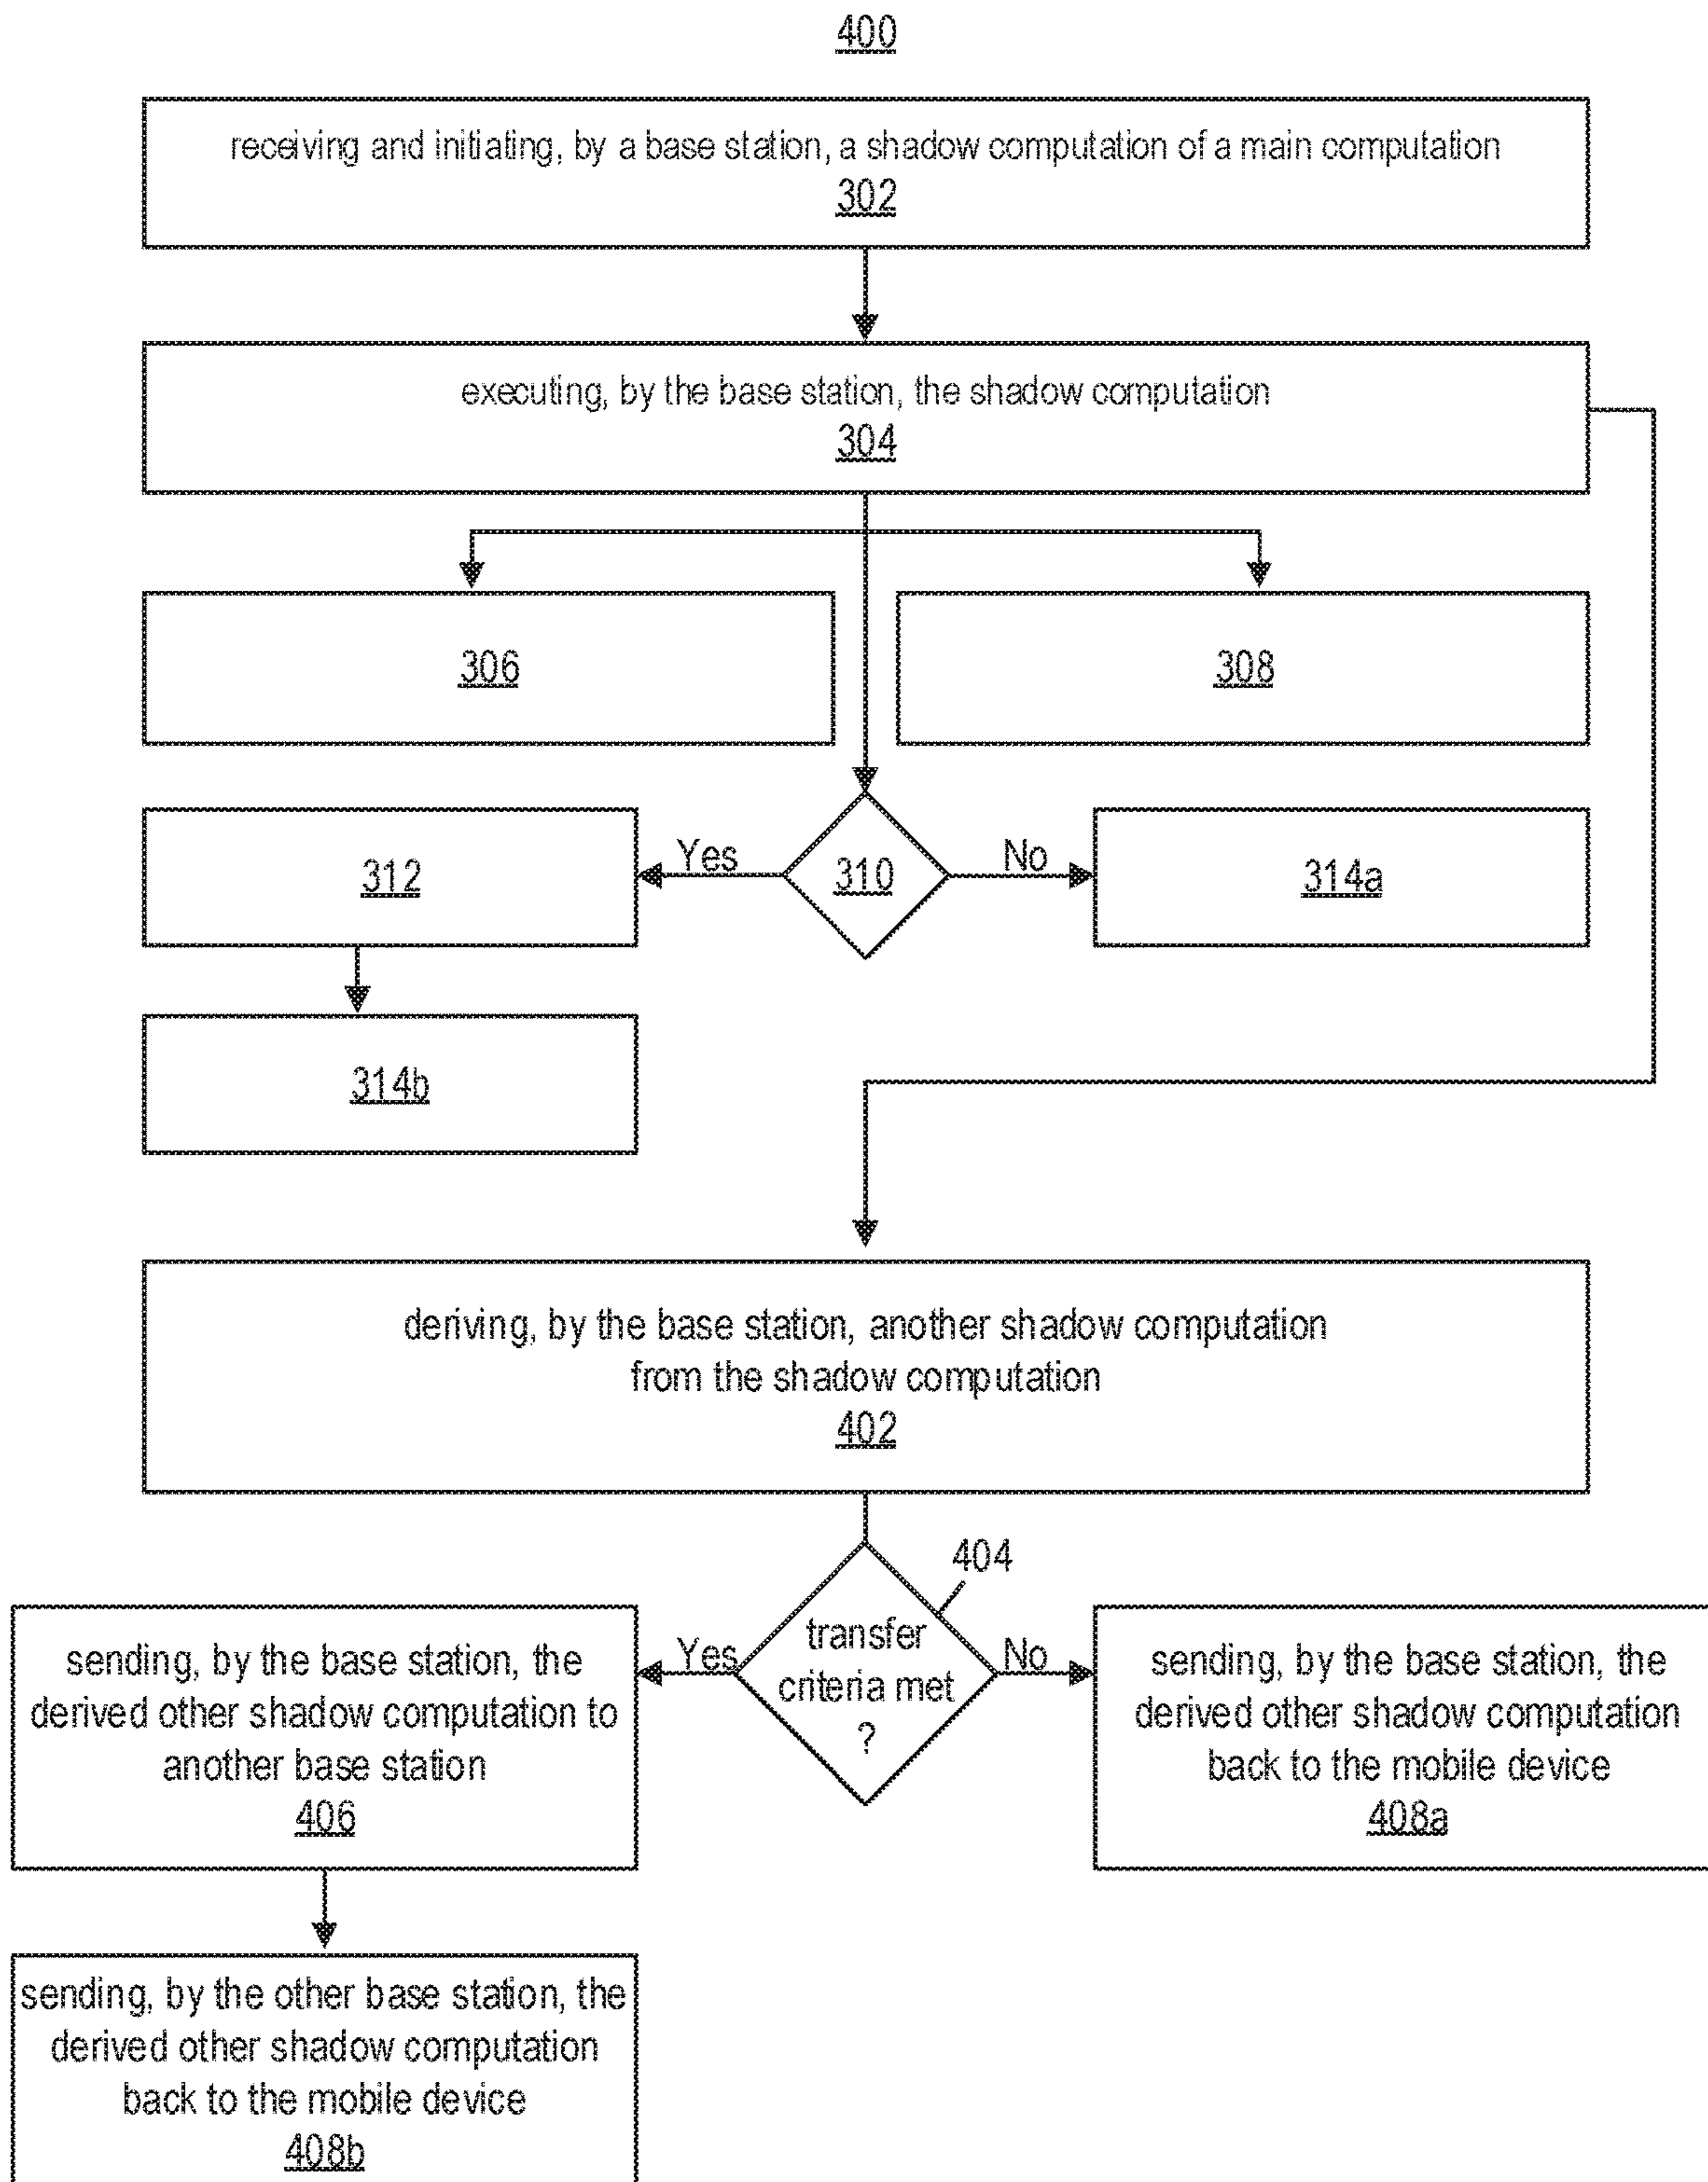 400
receiving and initiating, by a base station, a shadow computation of a main computation
302
executing, by the base station, the shadow computation
304
306
308
Yes
No
312
310
314a
314b
deriving, by the base station, another shadow computation
from the shadow computation
402
404
sending, by the base station, the
derived other shadow computation to
another base station
406
Yes
transfer
criteria met
?
No
sending, by the base station, the
derived other shadow computation
back to the mobile device
408a
sending, by the other base station, the
derived other shadow computation
back to the mobile device
408b